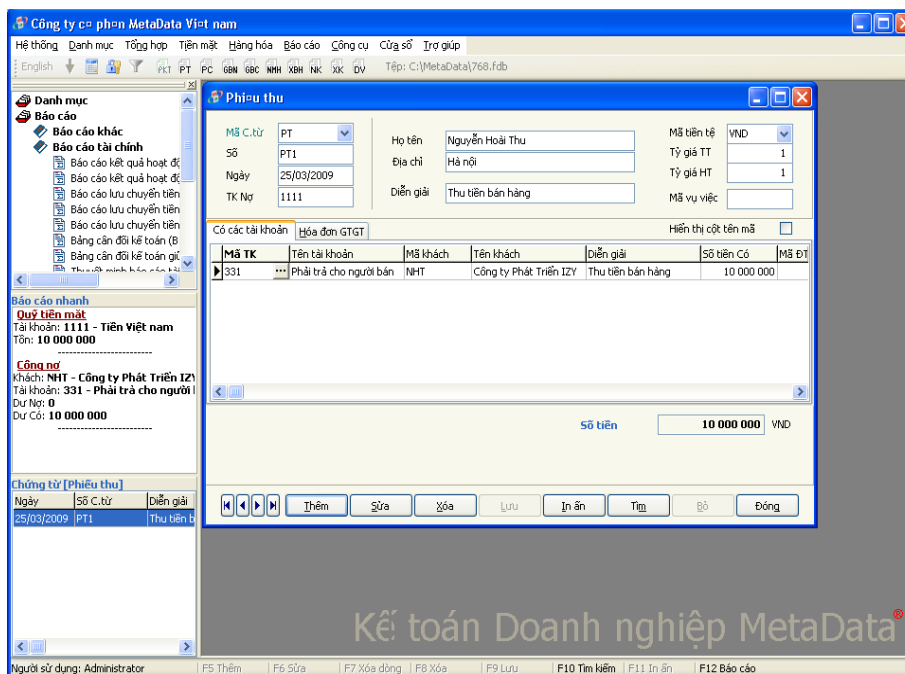 Công ty c¤ ph¤n MetaData Vi¤t nam
Hệ thống Danh mục Tổng hợp Tiền mặt Hàng hóa Báo cáo Công cụ Cửa sổ Trợ giúp
English PKT PT PC GBN GBC NMH XBH NK XK DV Tệp: C:\MetaData\768.fdb
Danh mục
Báo cáo
Báo cáo khác
Báo cáo tài chính
Báo cáo kết quả hoạt độ
Báo cáo kết quả hoạt độ
Báo cáo lưu chuyển tiền
Báo cáo lưu chuyển tiền
Báo cáo lưu chuyển tiền
Bảng cân đối kế toán (B
Bảng cân đối kế toán giữ
Thuyết minh báo cáo tài
Báo cáo nhanh
Quỹ tiền mặt
Tài khoản: 1111 - Tiền Việt nam
Tồn: 10 000 000
-------------------------
Công nợ
Khách: NHT - Công ty Phát Triển IZY
Tài khoản: 331 - Phải trả cho người
Dư Nợ: 0
Dư Có: 10 000 000
-------------------------
Chứng từ [Phiếu thu]
Ngày Số C.từ Diễn giải
25/03/2009 PT1 Thu tiền b
Phi¤u thu
Mã C.từ PT
Số PT1
Ngày 25/03/2009
TK Nợ 1111
Họ tên Nguyễn Hoài Thu
Địa chỉ Hà nội
Diễn giải Thu tiền bán hàng
Mã tiền tệ VND
Tỷ giá TT 1
Tỷ giá HT 1
Mã vụ việc
Có các tài khoản Hóa đơn GTGT Hiển thị cột tên mã
Mã TK Tên tài khoản Mã khách Tên khách Diễn giải Số tiền Có Mã ĐT
331 ... Phải trả cho người bán NHT Công ty Phát Triển IZY Thu tiền bán hàng 10 000 000
Số tiền 10 000 000 VND
Thêm Sửa Xóa Lưu In ấn Tìm Bỏ Đóng
Kế toán Doanh nghiệp MetaData®
Người sử dụng: Administrator F5 Thêm F6 Sửa F7 Xóa dòng F8 Xóa F9 Lưu F10 Tìm kiếm F11 In ấn F12 Báo cáo